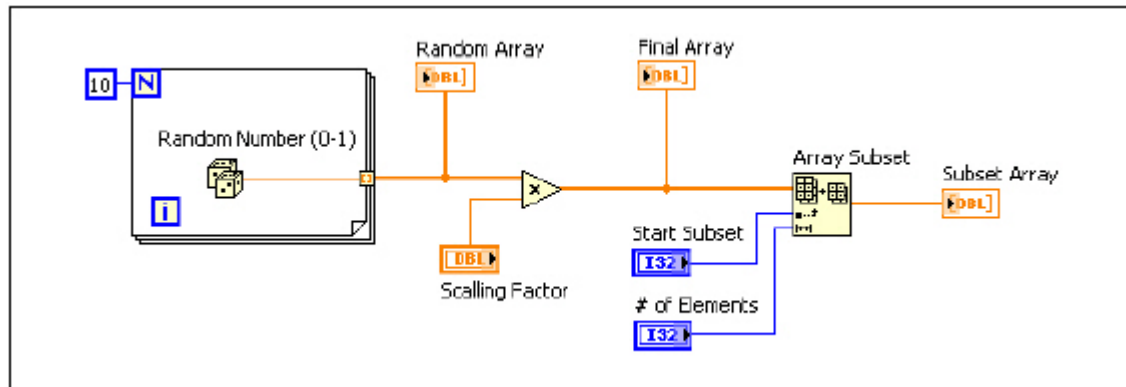 Random Array
DBL]
Final Array
DBL]
10
N
Random Number (0-1)
i
x
Array Subset
Subset Array
DBL]
DBL
Scalling Factor
Start Subset
I32
# of Elements
I32